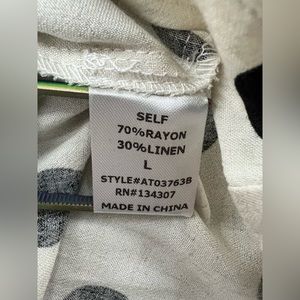 SELF
70%RAYON
30%LINEN
L
STYLE#AT03763B
RN#134307
MADE IN CHINA